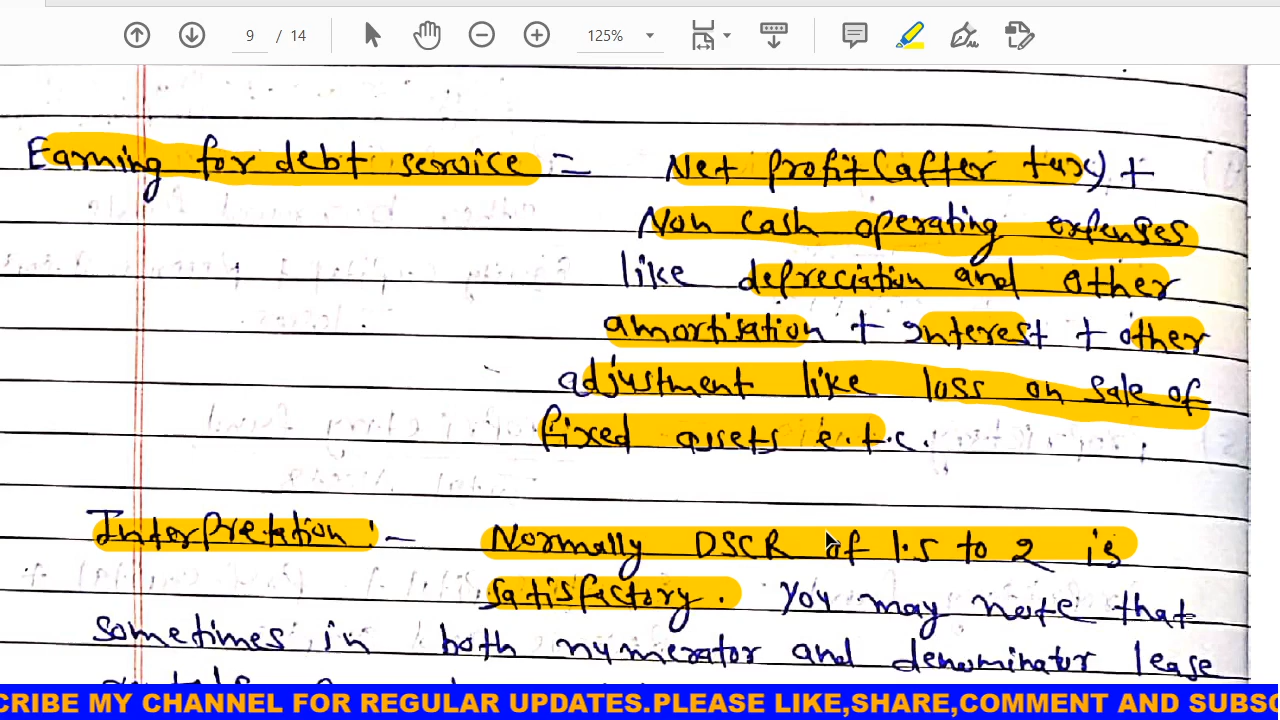 9 / 14 125%
Earning for debt service = Net profit (after tax) +
Non cash operating expenses
like depreciation and other
amortisation + interest + other
adjustment like loss on sale of
fixed assets e.t.c.
Interpretation :- Normally DSCR of 1.5 to 2 is
satisfactory. You may note that
sometimes in both numerator and denominator lease
CRIBE MY CHANNEL FOR REGULAR UPDATES.PLEASE LIKE,SHARE,COMMENT AND SUBSC